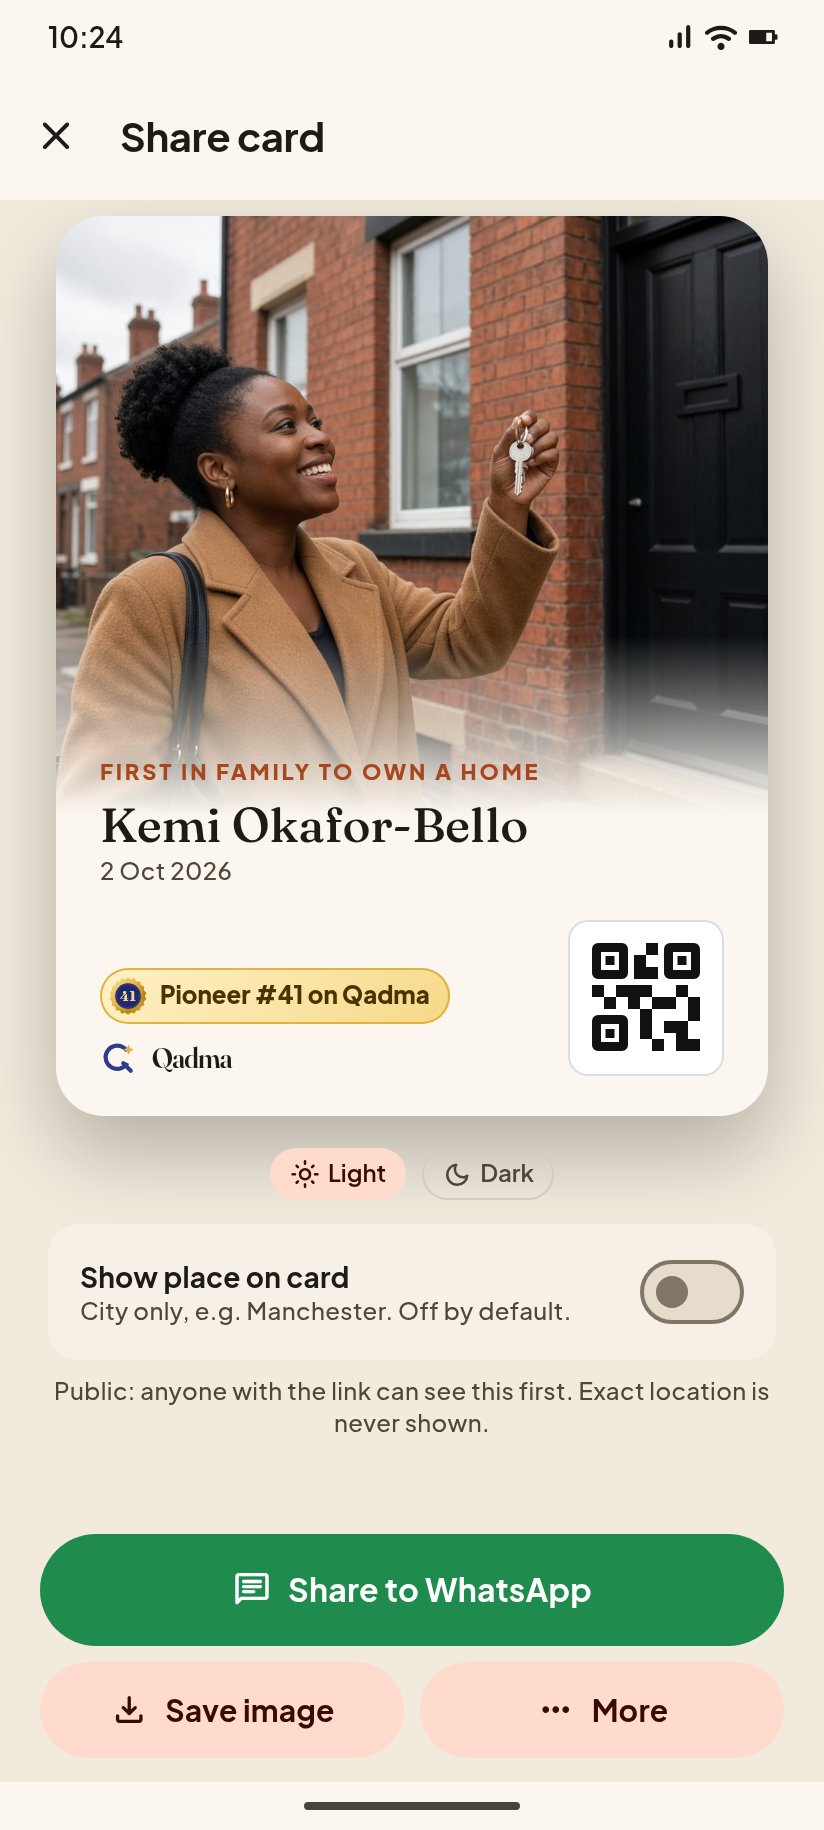 10:24
Share card
FIRST IN FAMILY TO OWN A HOME
Kemi Okafor-Bello
2 Oct 2026
41 Pioneer #41 on Qadma
Qadma
Light Dark
Show place on card
City only, e.g. Manchester. Off by default.
Public: anyone with the link can see this first. Exact location is
never shown.
Share to WhatsApp
Save image More